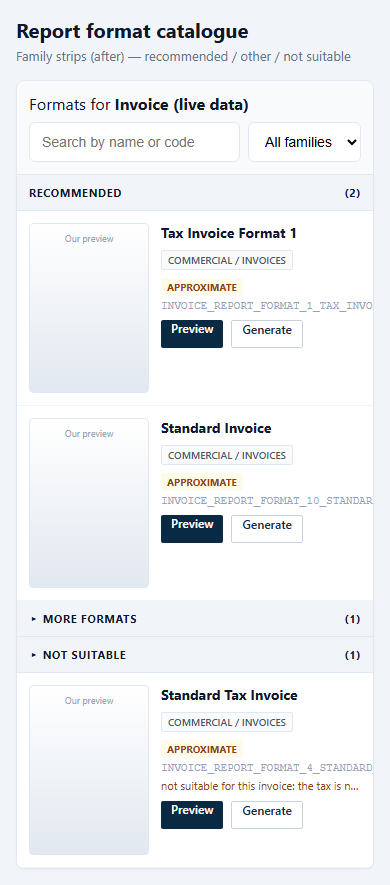 Report format catalogue
Family strips (after) — recommended / other / not suitable
Formats for Invoice (live data)
Search by name or code
All families
RECOMMENDED (2)
Our preview
Tax Invoice Format 1
COMMERCIAL / INVOICES
APPROXIMATE
INVOICE_REPORT_FORMAT_1_TAX_INVO
Preview Generate
Our preview
Standard Invoice
COMMERCIAL / INVOICES
APPROXIMATE
INVOICE_REPORT_FORMAT_10_STANDAR
Preview Generate
▸ MORE FORMATS (1)
▸ NOT SUITABLE (1)
Our preview
Standard Tax Invoice
COMMERCIAL / INVOICES
APPROXIMATE
INVOICE_REPORT_FORMAT_4_STANDARD
not suitable for this invoice: the tax is n...
Preview Generate